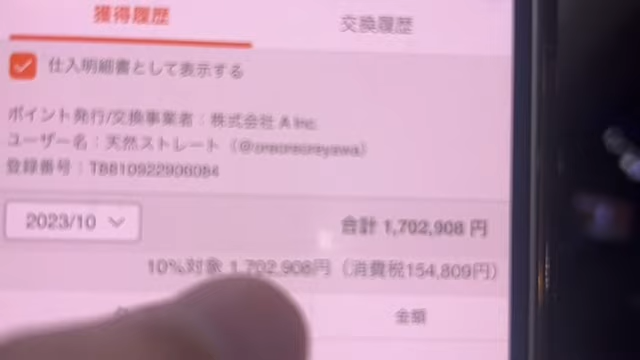 獲得履歴
交換履歴
仕入明細書として表示する
ポイント発行/交換事業者：株式会社 A Inc.
ユーザー名：天然ストレート
登録番号：
2023/10
合計 1,702,908 円
10%対象 1,702,908円（消費税154,809円）
金額